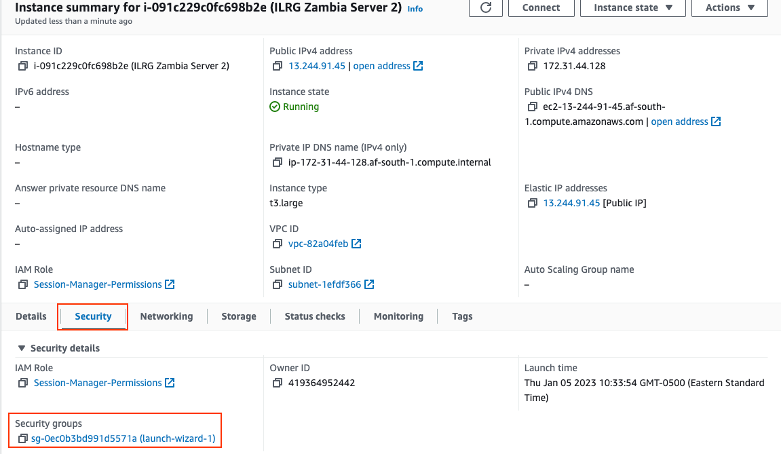 Instance summary for i-091c229c0fc698b2e (ILRG Zambia Server 2) Info
Updated less than a minute ago
Connect
Instance state
Actions
Instance ID
i-091c229c0fc698b2e (ILRG Zambia Server 2)
Public IPv4 address
13.244.91.45 | open address
Private IPv4 addresses
172.31.44.128
IPv6 address
–
Instance state
Running
Public IPv4 DNS
ec2-13-244-91-45.af-south-
1.compute.amazonaws.com | open address
Hostname type
–
Private IP DNS name (IPv4 only)
ip-172-31-44-128.af-south-1.compute.internal
Answer private resource DNS name
–
Instance type
t3.large
Elastic IP addresses
13.244.91.45 [Public IP]
Auto-assigned IP address
–
VPC ID
vpc-82a04feb
IAM Role
Session-Manager-Permissions
Subnet ID
subnet-1efdf366
Auto Scaling Group name
–
Details
Security
Networking
Storage
Status checks
Monitoring
Tags
Security details
IAM Role
Session-Manager-Permissions
Owner ID
419364952442
Launch time
Thu Jan 05 2023 10:33:54 GMT-0500 (Eastern Standard
Time)
Security groups
sg-0ec0b3bd991d5571a (launch-wizard-1)